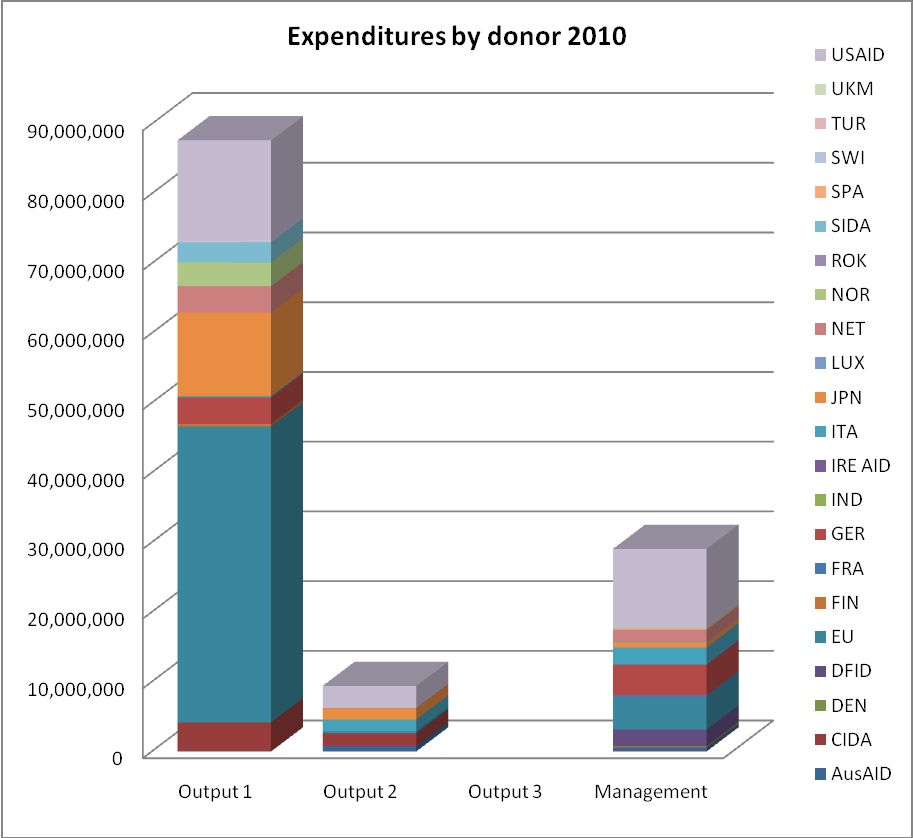 Expenditures by donor 2010
90,000,000
80,000,000
70,000,000
60,000,000
50,000,000
40,000,000
30,000,000
20,000,000
10,000,000
0
Output 1
Output 2
Output 3
Management
USAID
UKM
TUR
SWI
SPA
SIDA
ROK
NOR
NET
LUX
JPN
ITA
IRE AID
IND
GER
FRA
FIN
EU
DFID
DEN
CIDA
AusAID